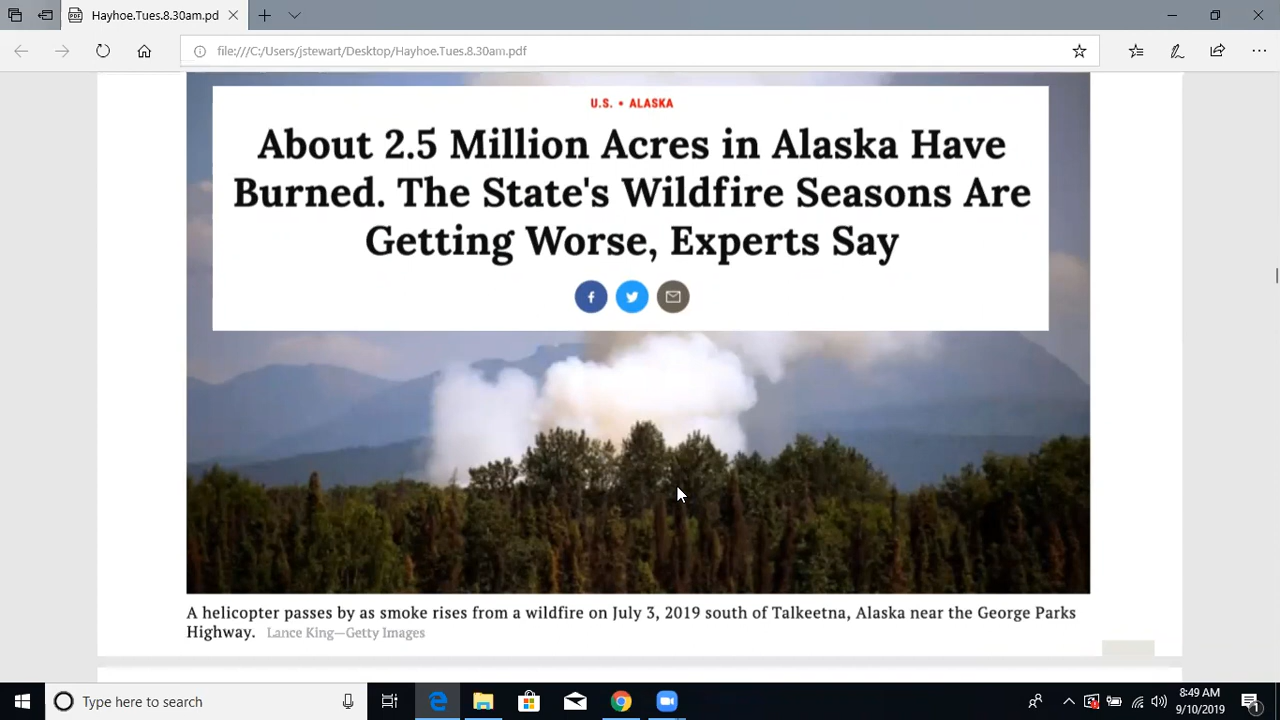 Hayhoe.Tues.8.30am.pdf
file:///C:/Users/jstewart/Desktop/Hayhoe.Tues.8.30am.pdf
U.S. • ALASKA
About 2.5 Million Acres in Alaska Have
Burned. The State's Wildfire Seasons Are
Getting Worse, Experts Say
A helicopter passes by as smoke rises from a wildfire on July 3, 2019 south of Talkeetna, Alaska near the George Parks
Highway. Lance King—Getty Images
Type here to search
8:49 AM
9/10/2019